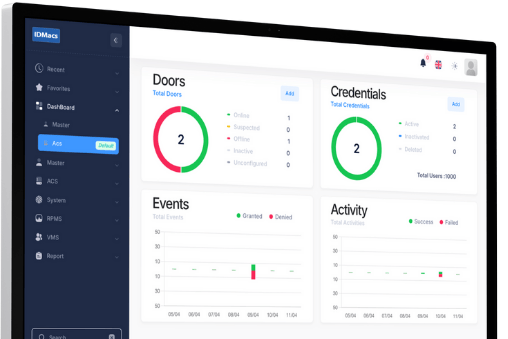 IDMacs
Recent
Favorites
DashBoard
Master
Acs
Default
Master
ACS
System
RPMS
VMS
Report
Search
Doors
Total Doors
Add
2
Online 1
Suspected 0
Offline 1
Inactive 0
Unconfigured 0
Credentials
Total Credentials
Add
2
Active 2
Inactivated 0
Deleted 0
Total Users :1000
Events
Total Events
Granted Denied
50
30
10
10
30
50
05/04 06/04 07/04 08/04 09/04 10/04 11/04
Activity
Total Activities
Success Failed
50
30
10
10
30
50
05/04 06/04 07/04 08/04 09/04 10/04 11/04